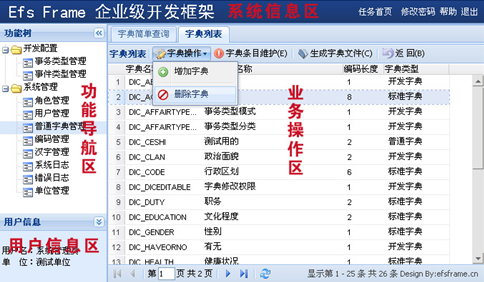 Efs Frame 企业级开发框架 系统信息区 任务首页 修改密码 帮助 退出
功能树
开发配置
事务类型管理
事件类型管理
系统管理
角色管理
用户管理
普通字典管理
编码管理
汉字管理
系统日志
错误日志
单位管理
功能导航区
用户信息
用户名：系统管理员
单 位：测试单位
用户信息区
字典简单查询 字典列表
字典列表 字典操作 字典条目维护(E) 生成字典文件(C) 返 回(B)
增加字典
删除字典
业务操作区
字典名 名称 编码长度 字典类型
1 DIC_AB 1 开发字典
2 DIC_AC 8 标准字典
3 DIC_AFFAIRTYPE... 事务类型模式 1 开发字典
4 DIC_AFFAIRTYPE... 事务类型分类 1 开发字典
5 DIC_CESHI 测试用的 2 普通字典
6 DIC_CLAN 政治面貌 2 标准字典
7 DIC_CODE 行政区划 6 标准字典
8 DIC_DICEDITABLE 字典修改权限 1 开发字典
9 DIC_DUTY 职务 2 标准字典
10 DIC_EDUCATION 文化程度 2 标准字典
11 DIC_GENDER 性别 1 标准字典
12 DIC_HAVEORNO 有无 1 开发字典
13 DIC_HEALTH 健康状况 1 标准字典
第 1 页 共 2 页 显示第 1 - 25 条 共 26 条 Design By:efsframe.cn